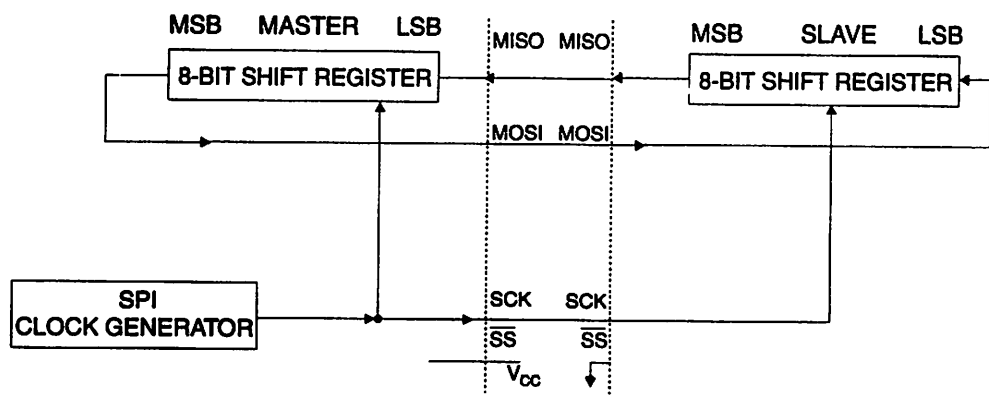 MSB MASTER LSB
MISO MISO
MSB SLAVE LSB
8-BIT SHIFT REGISTER
8-BIT SHIFT REGISTER
MOSI MOSI
SPI
CLOCK GENERATOR
SCK SCK
SS SS
VCC